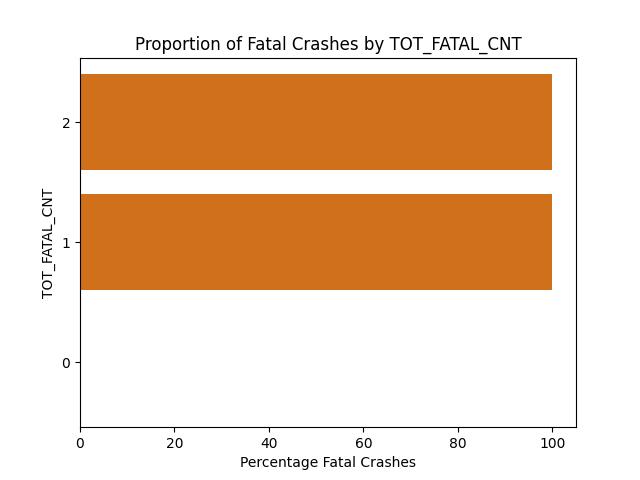 Proportion of Fatal Crashes by TOT_FATAL_CNT
TOT_FATAL_CNT
2
1
0
0 20 40 60 80 100
Percentage Fatal Crashes